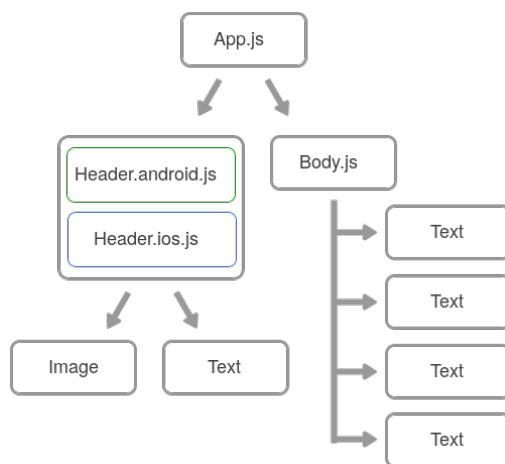 App.js
Header.android.js
Header.ios.js
Body.js
Image
Text
Text
Text
Text
Text